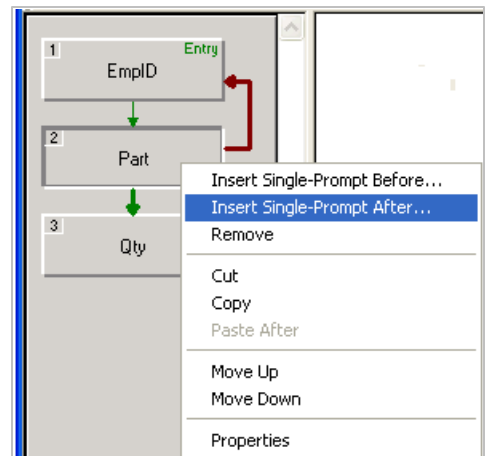 1 Entry
EmpID
2
Part
3
Qty
Insert Single-Prompt Before...
Insert Single-Prompt After...
Remove
Cut
Copy
Paste After
Move Up
Move Down
Properties